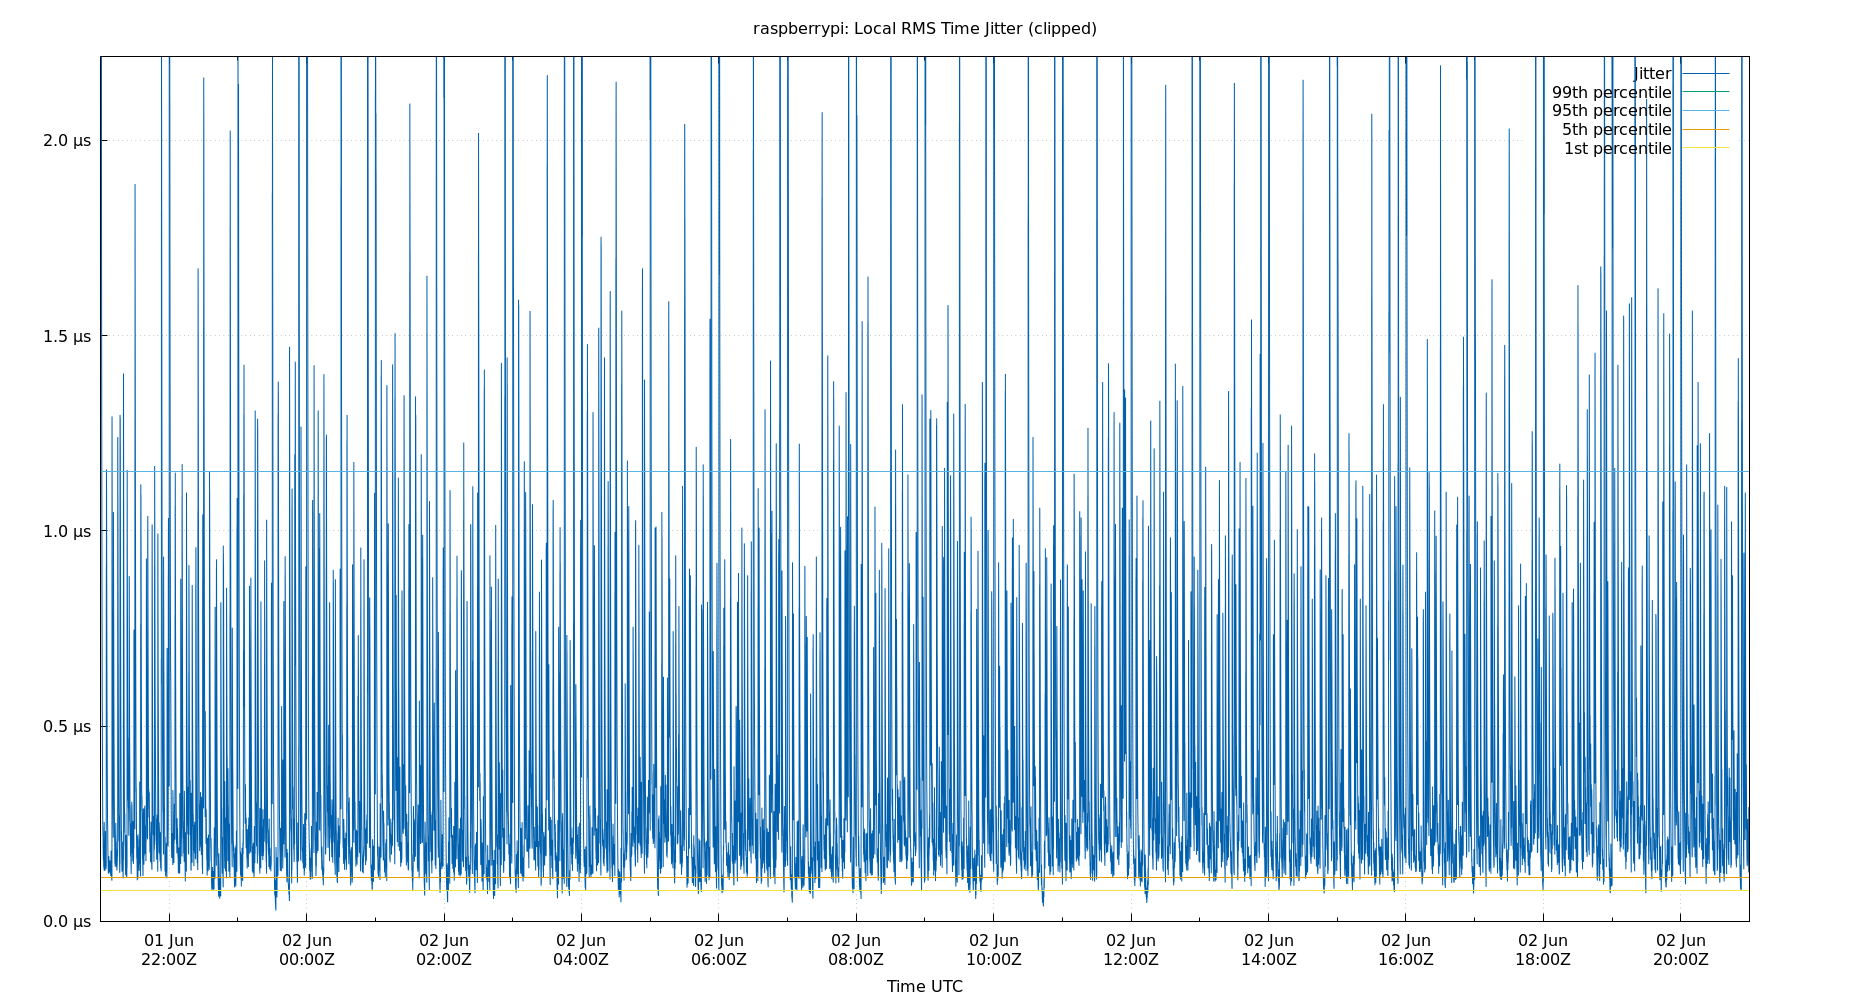 raspberrypi: Local RMS Time Jitter (clipped)
Jitter
99th percentile
95th percentile
5th percentile
1st percentile
2.0 µs
1.5 µs
1.0 µs
0.5 µs
0.0 µs
01 Jun 02 Jun 02 Jun 02 Jun 02 Jun 02 Jun 02 Jun 02 Jun 02 Jun 02 Jun 02 Jun 02 Jun
22:00Z 00:00Z 02:00Z 04:00Z 06:00Z 08:00Z 10:00Z 12:00Z 14:00Z 16:00Z 18:00Z 20:00Z
Time UTC